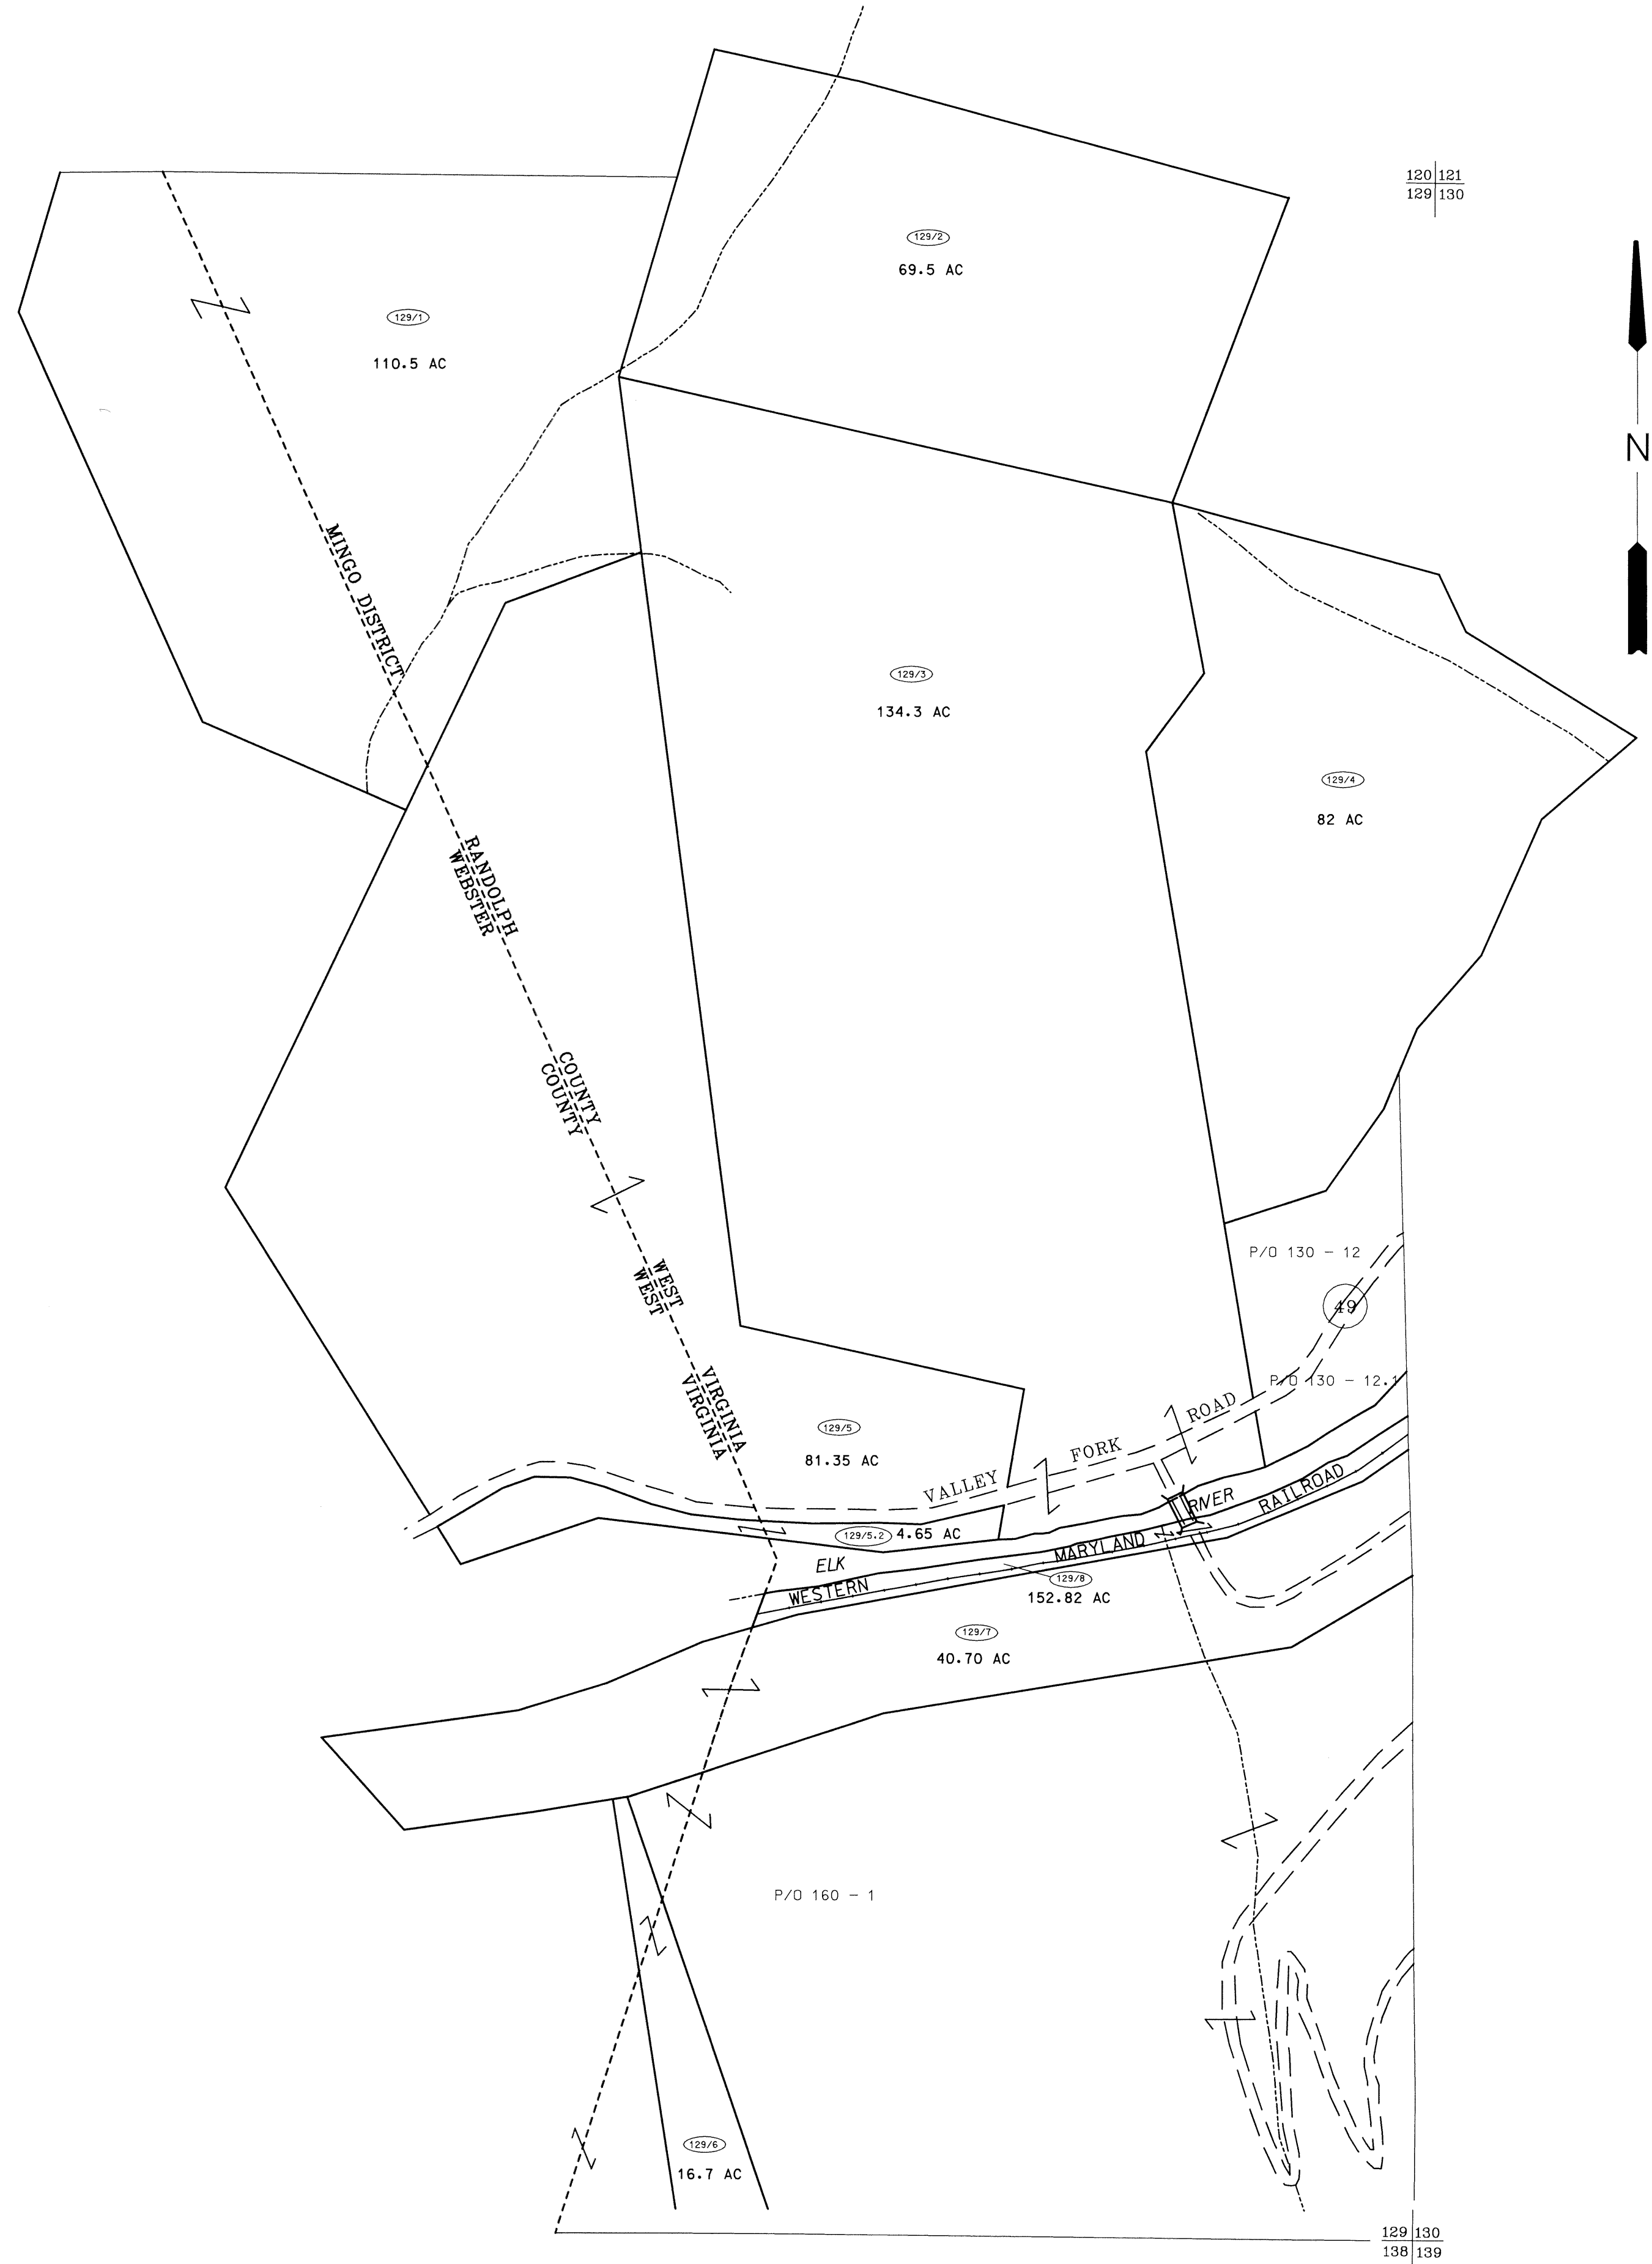 120 121
129 130
129/2
69.5 AC
129/1
110.5 AC
N
MINGO DISTRICT
129/3
134.3 AC
129/4
82 AC
RANDOLPH
WEBSTER
COUNTY
COUNTY
P/O 130 - 12
WEST
WEST
49
P/O 130 - 12.1
VIRGINIA
VIRGINIA
129/5
81.35 AC
VALLEY FORK ROAD
129/5.2 4.65 AC
ELK RIVER
WESTERN MARYLAND RAILROAD
129/8
152.82 AC
129/7
40.70 AC
P/O 160 - 1
129/6
16.7 AC
129 130
138 139